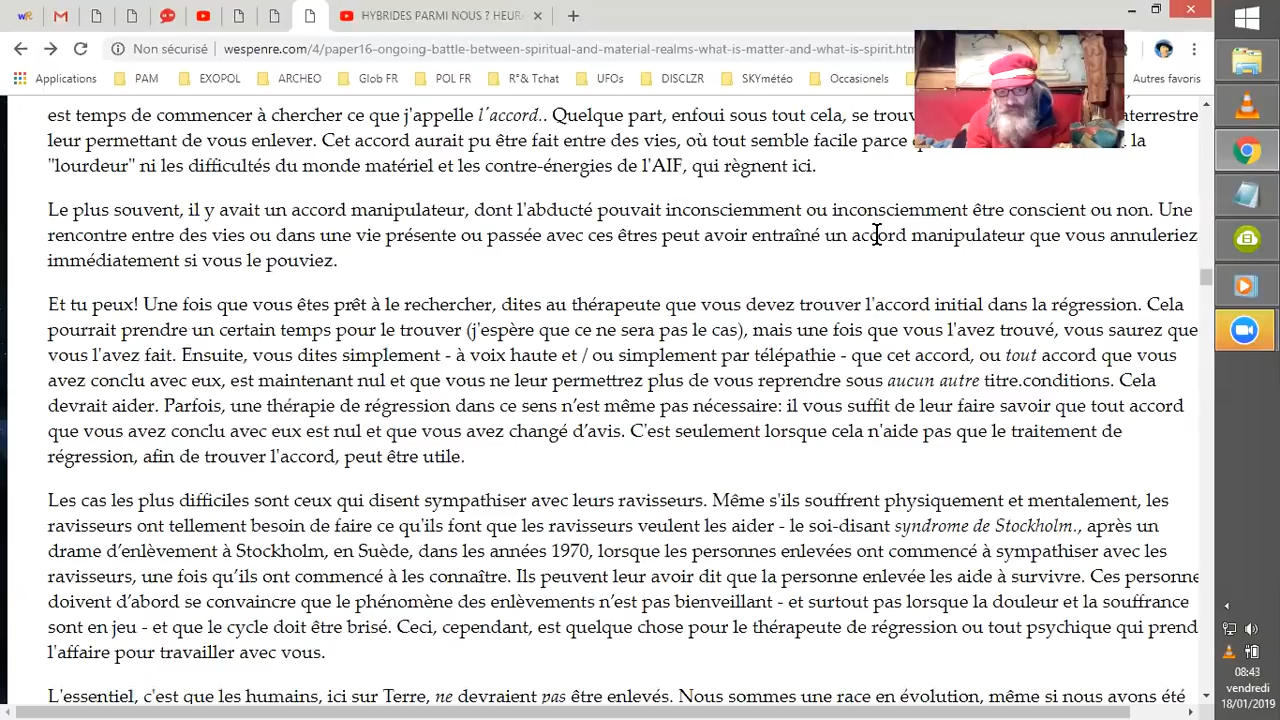 HYBRIDES PARMI NOUS ? HEUR
Non sécurisé
wespenre.com/4/paper16-ongoing-battle-between-spiritual-and-material-realms-what-is-matter-and-what-is-spirit.htm
Applications PAM EXOPOL ARCHEO Glob FR POL FR R°& Tchat UFOs DISCLZR SKYmétéo Occasionels Autres favoris
est temps de commencer à chercher ce que j'appelle l´accord.. Quelque part, enfoui sous tout cela, se
leur permettant de vous enlever. Cet accord aurait pu être fait entre des vies, où tout semble facile parce la
"lourdeur" ni les difficultés du monde matériel et les contre-energies de l'AIF, qui règnent ici.
Le plus souvent, il y avait un accord manipulateur, dont l'abducté pouvait inconsciemment ou inconsciemment être conscient ou non. Une
rencontre entre des vies ou dans une vie présente ou passée avec ces êtres peut avoir entraîné un accord manipulateur que vous annuleriez
immédiatement si vous le pouviez.
Et tu peux! Une fois que vous êtes prêt à le rechercher, dites au thérapeute que vous devez trouver l'accord initial dans la régression. Cela
pourrait prendre un certain temps pour le trouver (j'espère que ce ne sera pas le cas), mais une fois que vous l'avez trouvé, vous saurez que
vous l'avez fait. Ensuite, vous dites simplement - à voix haute et / ou simplement par télépathie - que cet accord, ou tout accord que vous
avez conclu avec eux, est maintenant nul et que vous ne leur permettrez plus de vous reprendre sous aucun autre titre.conditions. Cela
devrait aider. Parfois, une thérapie de régression dans ce sens n’est même pas nécessaire: il vous suffit de leur faire savoir que tout accord
que vous avez conclu avec eux est nul et que vous avez changé d’avis. C'est seulement lorsque cela n'aide pas que le traitement de
régression, afin de trouver l'accord, peut être utile.
Les cas les plus difficiles sont ceux qui disent sympathiser avec leurs ravisseurs. Même s'ils souffrent physiquement et mentalement, les
ravisseurs ont tellement besoin de faire ce qu'ils font que les ravisseurs veulent les aider - le soi-disant syndrome de Stockholm., après un
drame d’enlèvement à Stockholm, en Suède, dans les années 1970, lorsque les personnes enlevées ont commencé à sympathiser avec les
ravisseurs, une fois qu’ils ont commencé à les connaître. Ils peuvent leur avoir dit que la personne enlevée les aide à survivre. Ces personne
doivent d’abord se convaincre que le phénomène des enlèvements n’est pas bienveillant - et surtout pas lorsque la douleur et la souffrance
sont en jeu - et que le cycle doit être brisé. Ceci, cependant, est quelque chose pour le thérapeute de régression ou tout psychique qui prend
l'affaire pour travailler avec vous.
L'essentiel, c'est que les humains, ici sur Terre, ne devraient pas être enlevés. Nous sommes une race en évolution, même si nous avons été
08:43
vendredi
18/01/2019